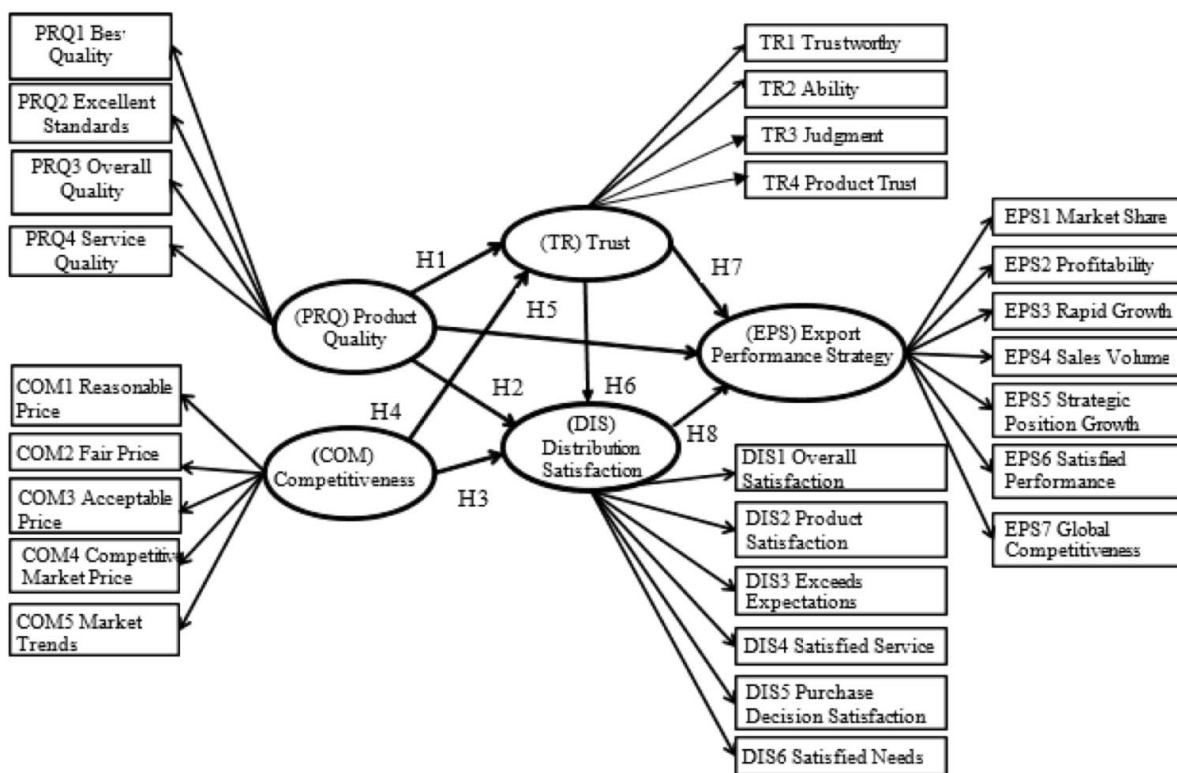 PRQ1 Bes
Quality
PRQ2 Excellent
Standards
PRQ3 Overall
Quality
PRQ4 Service
Quality
COM1 Reasonable
Price
COM2 Fair Price
COM3 Acceptable
Price
COM4 Competitive
Market Price
COM5 Market
Trends
(PRQ) Product
Quality
(COM)
Competitiveness
H1
H2
H3
H4
H5
H6
H7
H8
(TR) Trust
(DIS)
Distribution
Satisfaction
(EPS) Export
Performance Strategy
TR1 Trustworthy
TR2 Ability
TR3 Judgment
TR4 Product Trust
DIS1 Overall
Satisfaction
DIS2 Product
Satisfaction
DIS3 Exceeds
Expectations
DIS4 Satisfied Service
DIS5 Purchase
Decision Satisfaction
DIS6 Satisfied Needs
EPS1 Market Share
EPS2 Profitability
EPS3 Rapid Growth
EPS4 Sales Volume
EPS5 Strategic
Position Growth
EPS6 Satisfied
Performance
EPS7 Global
Competitiveness